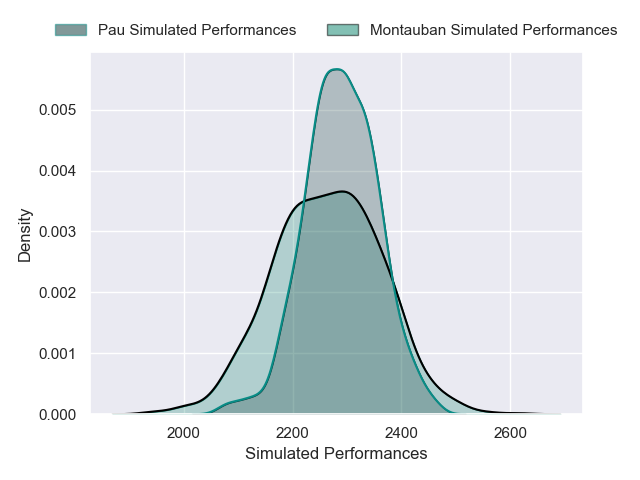 Pau Simulated Performances
Montauban Simulated Performances
0.005
0.004
0.003
0.002
0.001
0.000
Density
2000
2200
2400
2600
Simulated Performances